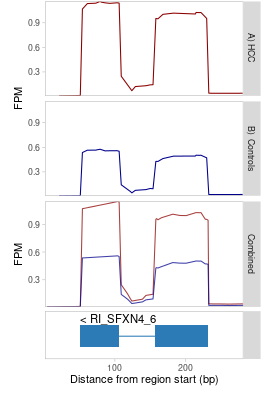 0.9
0.6
0.3
FPM
A) HCC
0.9
0.6
0.3
B) Controls
0.9
0.6
0.3
FPM
Combined
< RI_SFXN4_6
100
200
Distance from region start (bp)